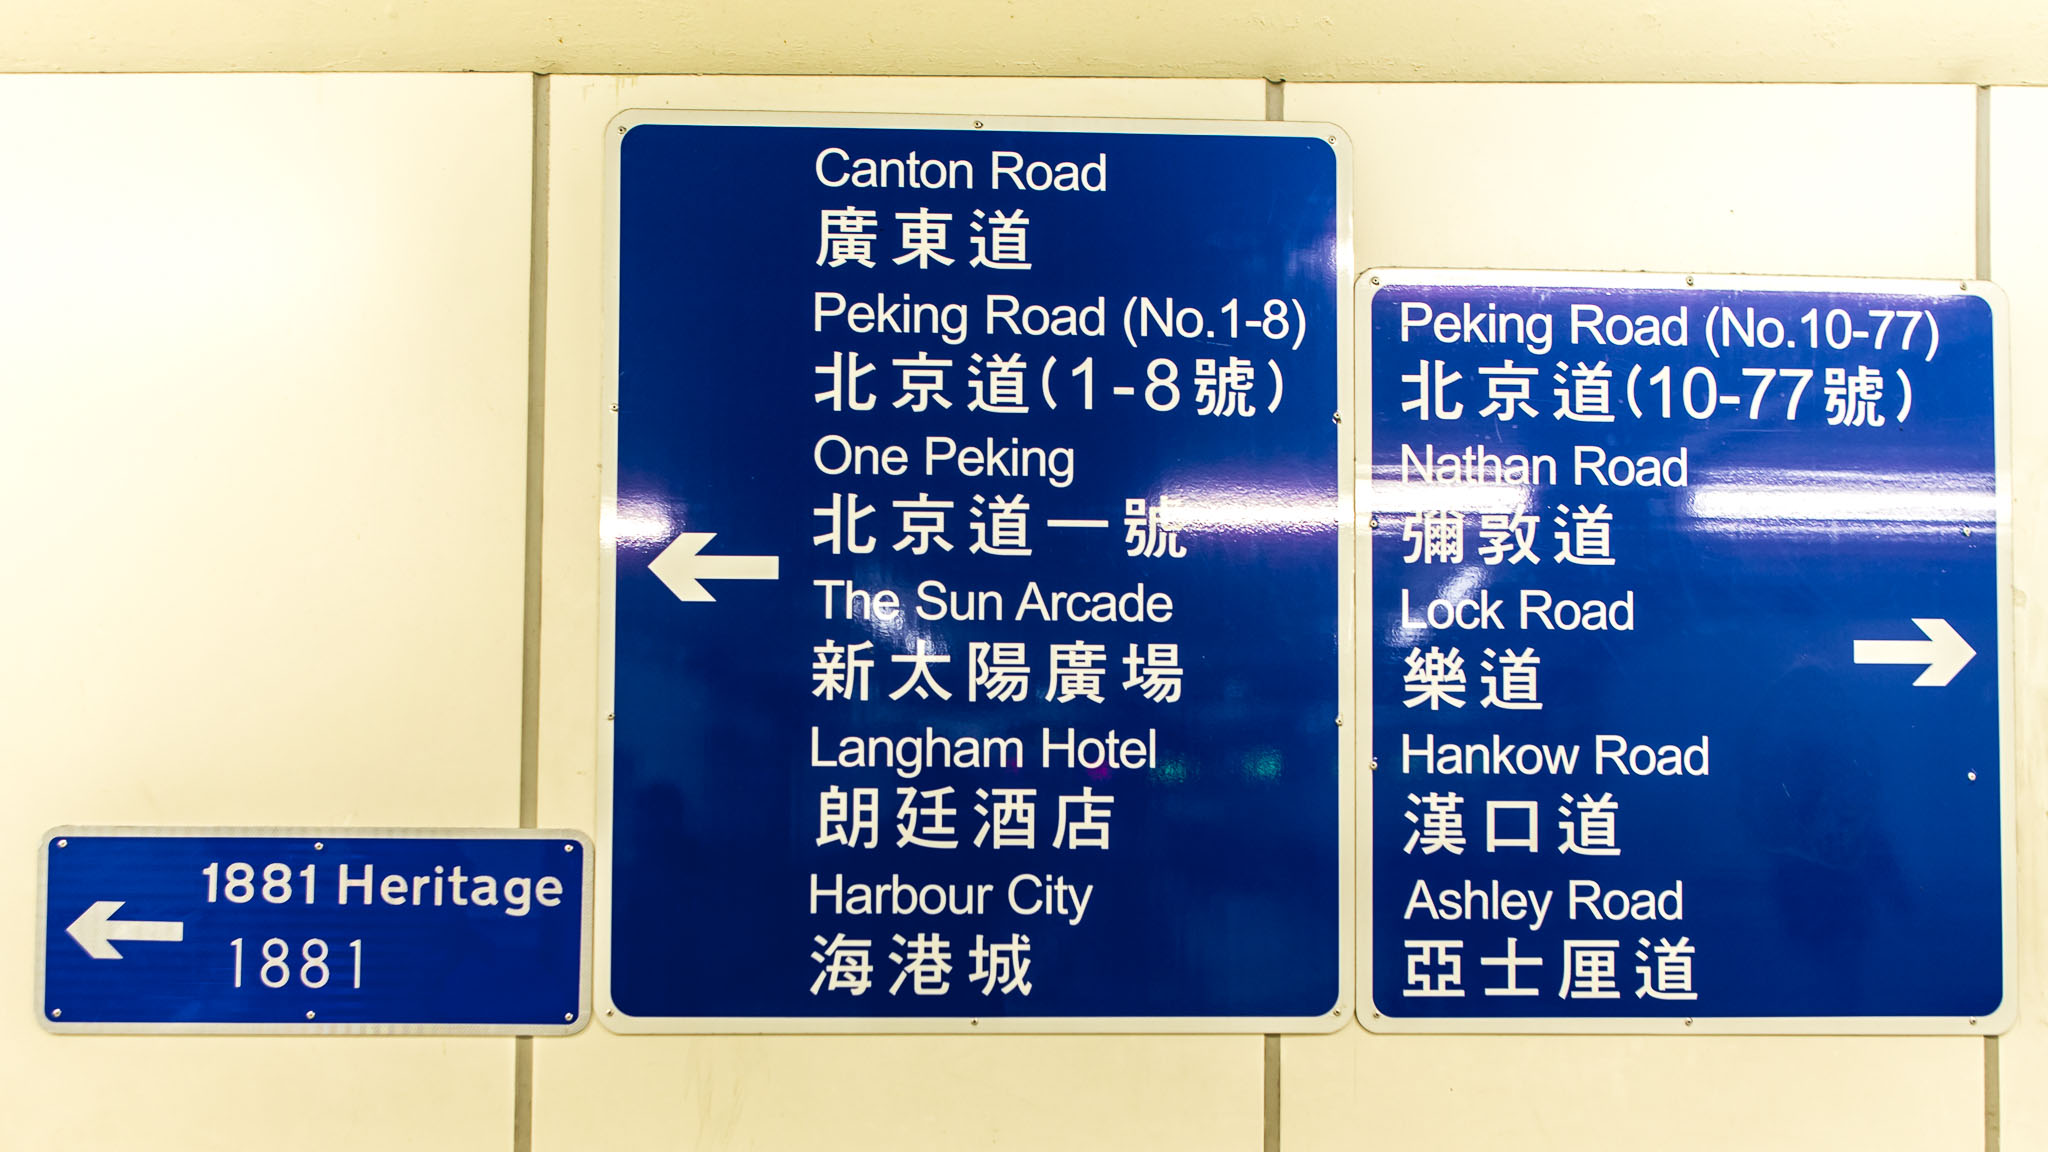 1881 Heritage
1881
Canton Road
廣東道
Peking Road (No.1-8)
北京道(1-8號)
One Peking
北京道一號
The Sun Arcade
新太陽廣場
Langham Hotel
朗廷酒店
Harbour City
海港城
Peking Road (No.10-77)
北京道(10-77號)
Nathan Road
彌敦道
Lock Road
樂道
Hankow Road
漢口道
Ashley Road
亞士厘道